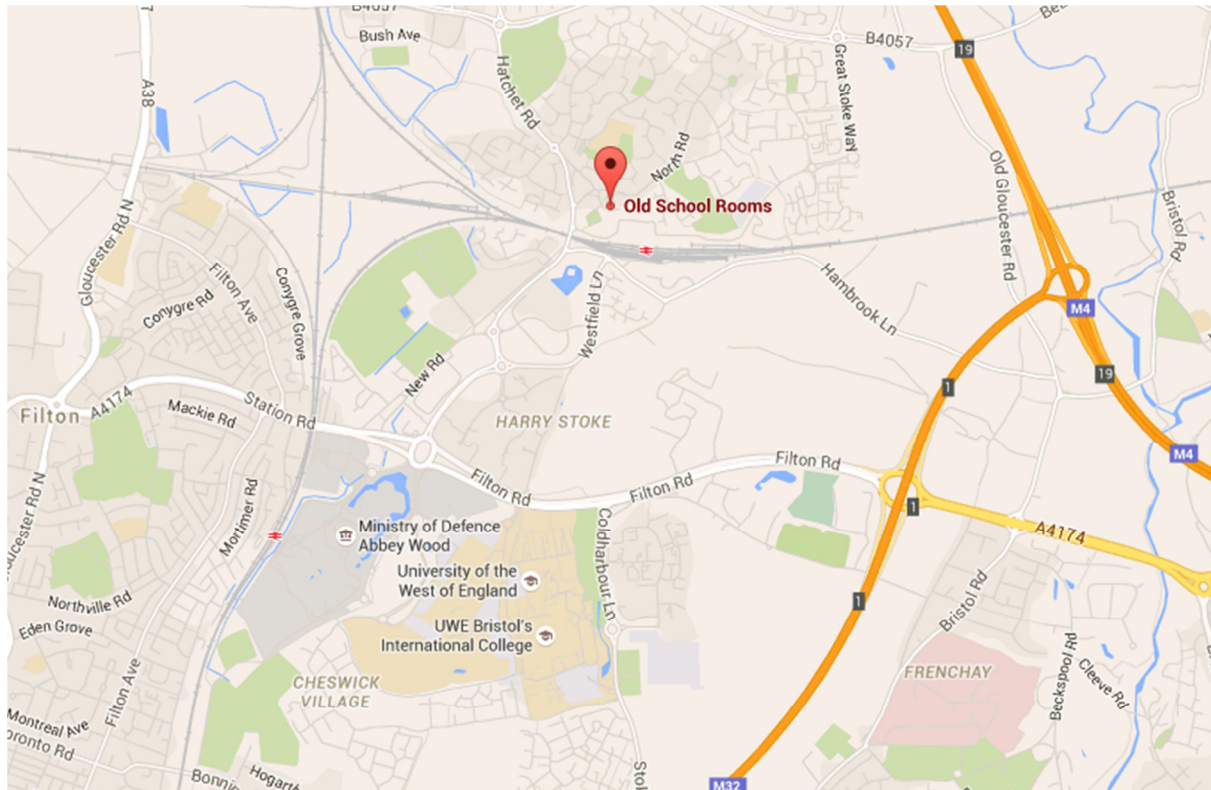 B4057
Bush Ave
A38
Hatchet Rd
Great Stoke Way
B4057
19
North Rd
Old School Rooms
Gloucester Rd N
Filton Ave
Conygre Rd
Conygre Grove
Westfield Ln
Hambrook Ln
Old Gloucester Rd
Bristol Rd
M4
19
1
New Rd
Filton
A4174
Mackie Rd
Station Rd
HARRY STOKE
M4
Filton Rd
Filton Rd
Filton Rd
1
A4174
Mortimer Rd
Ministry of Defence
Abbey Wood
Coldharbour Ln
University of the
West of England
1
Northville Rd
Eden Grove
UWE Bristol's
International College
Bristol Rd
FRENCHAY
Beckspool Rd
Cleeve Rd
CHESWICK
VILLAGE
Filton Ave
Montreal Ave
M32